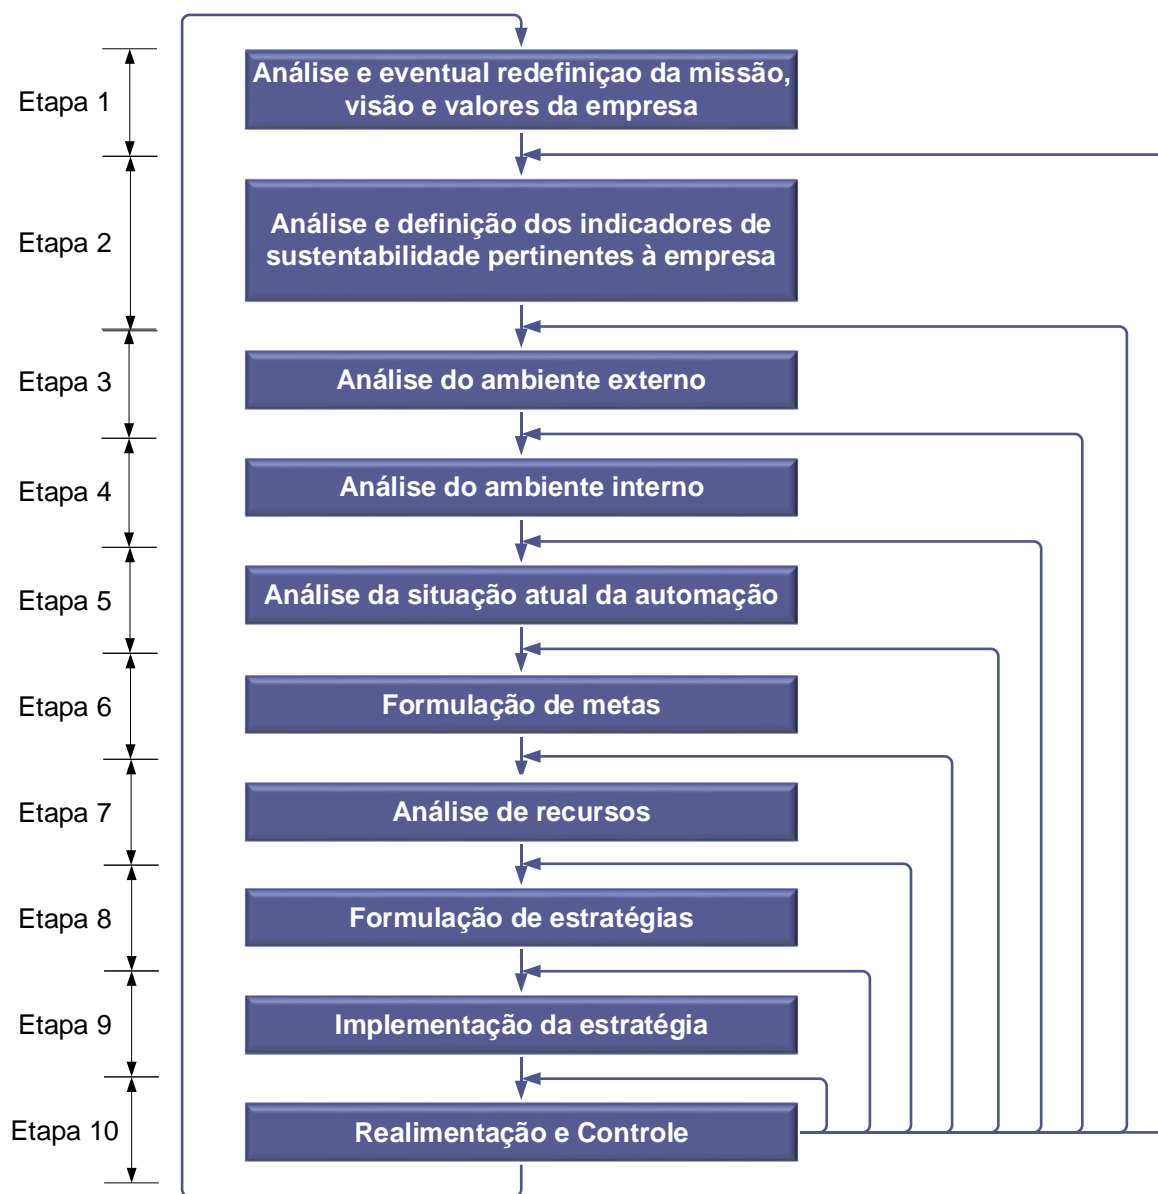 Etapa 1
Análise e eventual redefiniçao da missão,
visão e valores da empresa
Etapa 2
Análise e definição dos indicadores de
sustentabilidade pertinentes à empresa
Etapa 3
Análise do ambiente externo
Etapa 4
Análise do ambiente interno
Etapa 5
Análise da situação atual da automação
Etapa 6
Formulação de metas
Etapa 7
Análise de recursos
Etapa 8
Formulação de estratégias
Etapa 9
Implementação da estratégia
Etapa 10
Realimentação e Controle